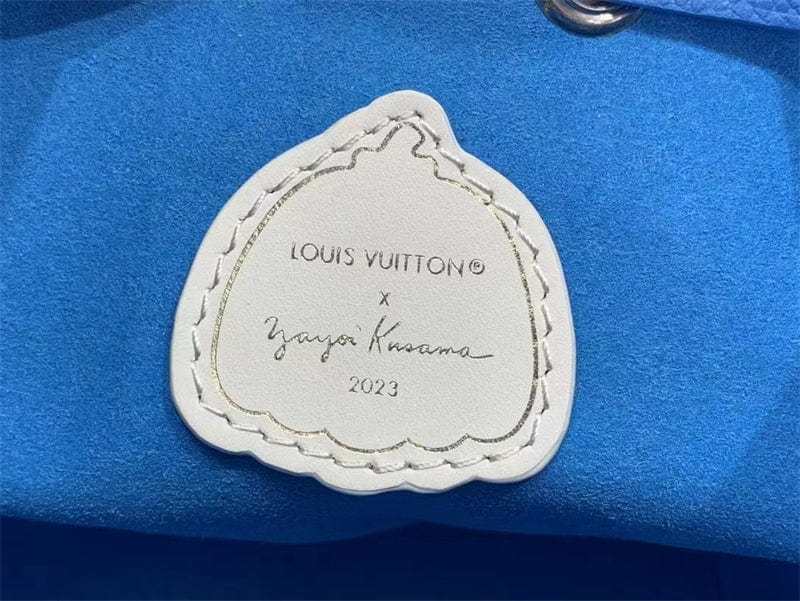 LOUIS VUITTON®
x
Yayoi Kusama
2023